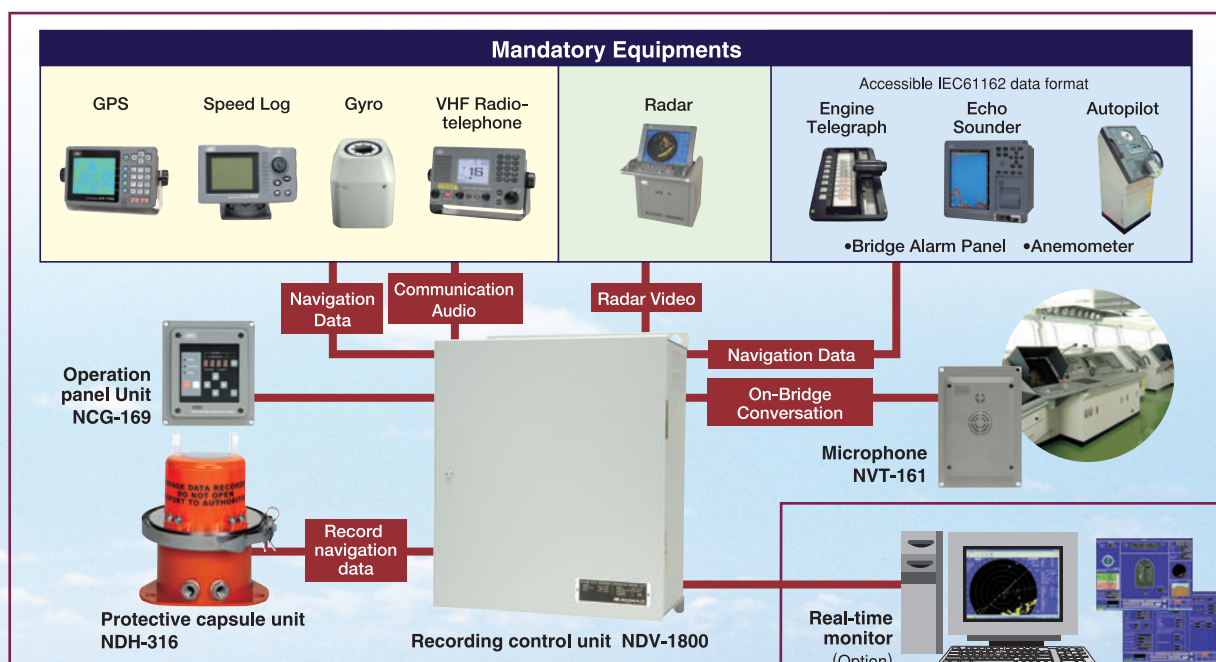 Mandatory Equipments
GPS
Speed Log
Gyro
VHF Radio-
telephone
Radar
Accessible IEC61162 data format
Engine
Telegraph
Echo
Sounder
Autopilot
•Bridge Alarm Panel •Anemometer
16
Navigation
Data
Communication
Audio
Radar Video
Navigation Data
On-Bridge
Conversation
Operation
panel Unit
NCG-169
Microphone
NVT-161
VOYAGE DATA RECORDER
DO NOT OPEN
REPORT TO AUTHORITIES
Record
navigation
data
Protective capsule unit
NDH-316
Recording control unit NDV-1800
Real-time
monitor
(Option)